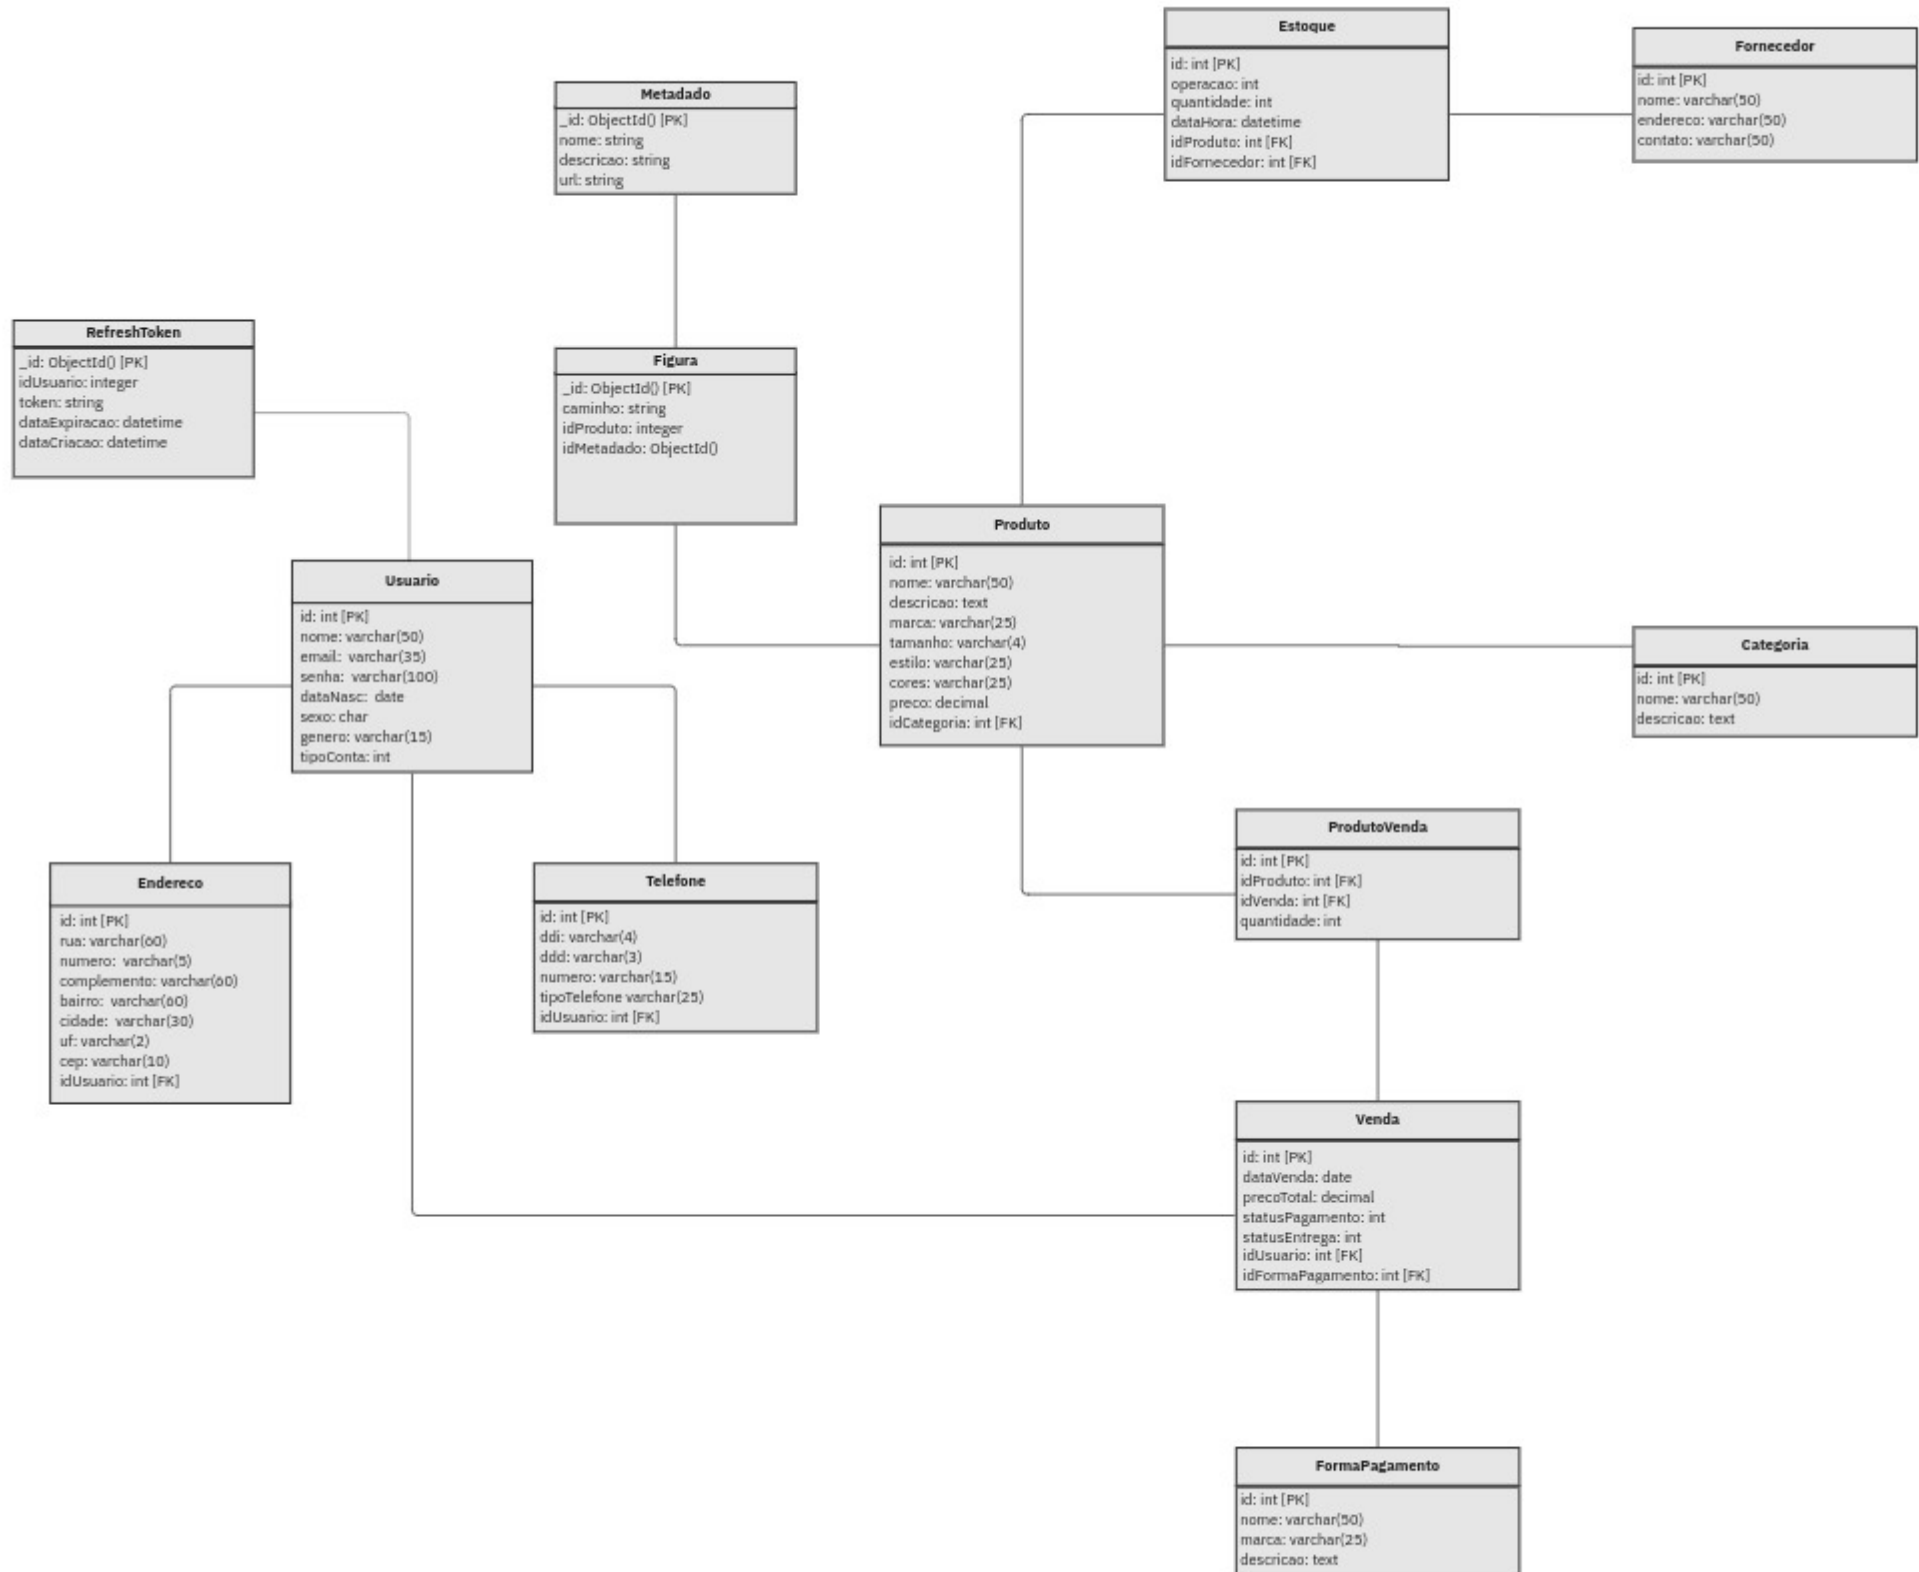 Estoque
id: int [PK]
operacao: int
quantidade: int
dataHora: datetime
idProduto: int [FK]
idFornecedor: int [FK]
Fornecedor
id: int [PK]
nome: varchar(50)
endereco: varchar(50)
contato: varchar(50)
Metadado
_id: ObjectId() [PK]
nome: string
descricao: string
url: string
RefreshToken
_id: ObjectId() [PK]
idUsuario: integer
token: string
dataExpiracao: datetime
dataCriacao: datetime
Figura
_id: ObjectId() [PK]
caminho: string
idProduto: integer
idMetadado: ObjectId()
Produto
id: int [PK]
nome: varchar(50)
descricao: text
marca: varchar(25)
tamanho: varchar(4)
estilo: varchar(25)
cores: varchar(25)
preco: decimal
idCategoria: int [FK]
Usuario
id: int [PK]
nome: varchar(50)
email: varchar(35)
senha: varchar(100)
dataNasc: date
sexo: char
genero: varchar(15)
tipoConta: int
Categoria
id: int [PK]
nome: varchar(50)
descricao: text
ProdutoVenda
id: int [PK]
idProduto: int [FK]
idVenda: int [FK]
quantidade: int
Endereco
id: int [PK]
rua: varchar(60)
numero: varchar(5)
complemento: varchar(60)
bairro: varchar(60)
cidade: varchar(30)
uf: varchar(2)
cep: varchar(10)
idUsuario: int [FK]
Telefone
id: int [PK]
ddi: varchar(4)
ddd: varchar(3)
numero: varchar(15)
tipoTelefone varchar(25)
idUsuario: int [FK]
Venda
id: int [PK]
dataVenda: date
precoTotal: decimal
statusPagamento: int
statusEntrega: int
idUsuario: int [FK]
idFormaPagamento: int [FK]
FormaPagamento
id: int [PK]
nome: varchar(50)
marca: varchar(25)
descricao: text